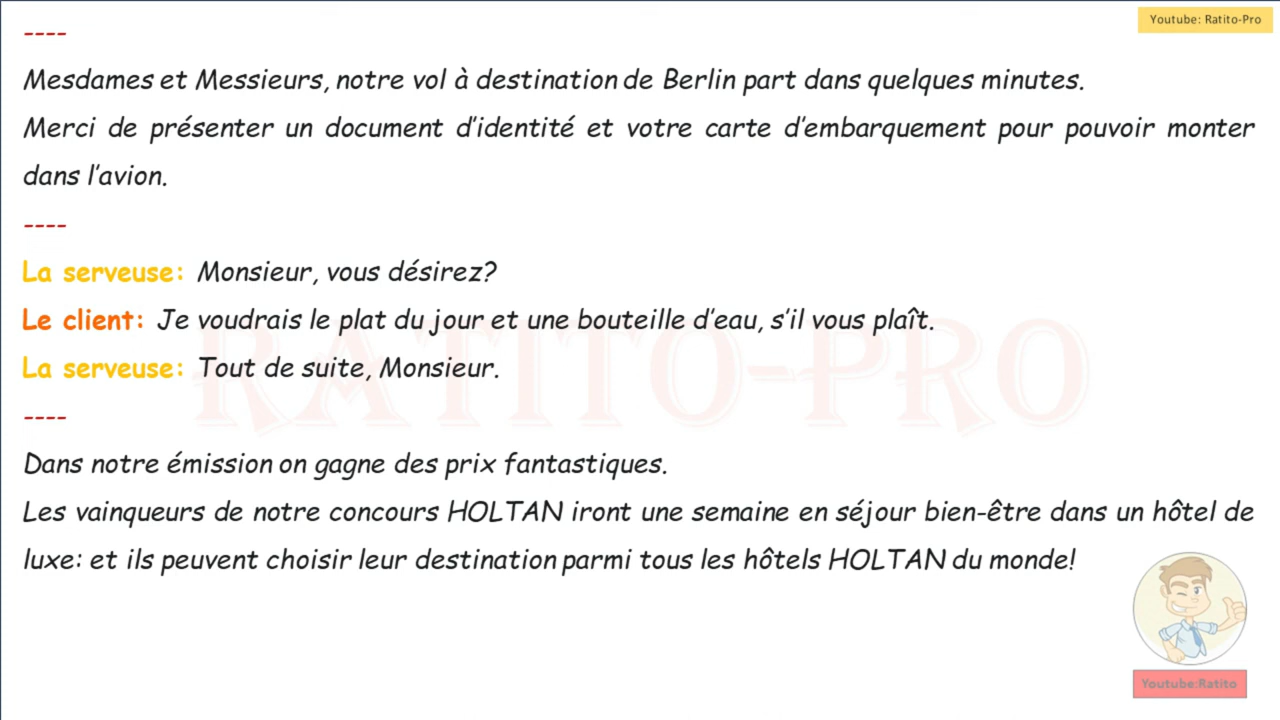 Youtube: Ratito-Pro
----
Mesdames et Messieurs, notre vol à destination de Berlin part dans quelques minutes.
Merci de présenter un document d'identité et votre carte d'embarquement pour pouvoir monter
dans l'avion.
----
La serveuse: Monsieur, vous désirez?
Le client: Je voudrais le plat du jour et une bouteille d'eau, s'il vous plaît.
La serveuse: Tout de suite, Monsieur.
RATITO-PRO
----
Dans notre émission on gagne des prix fantastiques.
Les vainqueurs de notre concours HOLTAN iront une semaine en séjour bien-être dans un hôtel de
luxe: et ils peuvent choisir leur destination parmi tous les hôtels HOLTAN du monde!
Youtube:Ratito